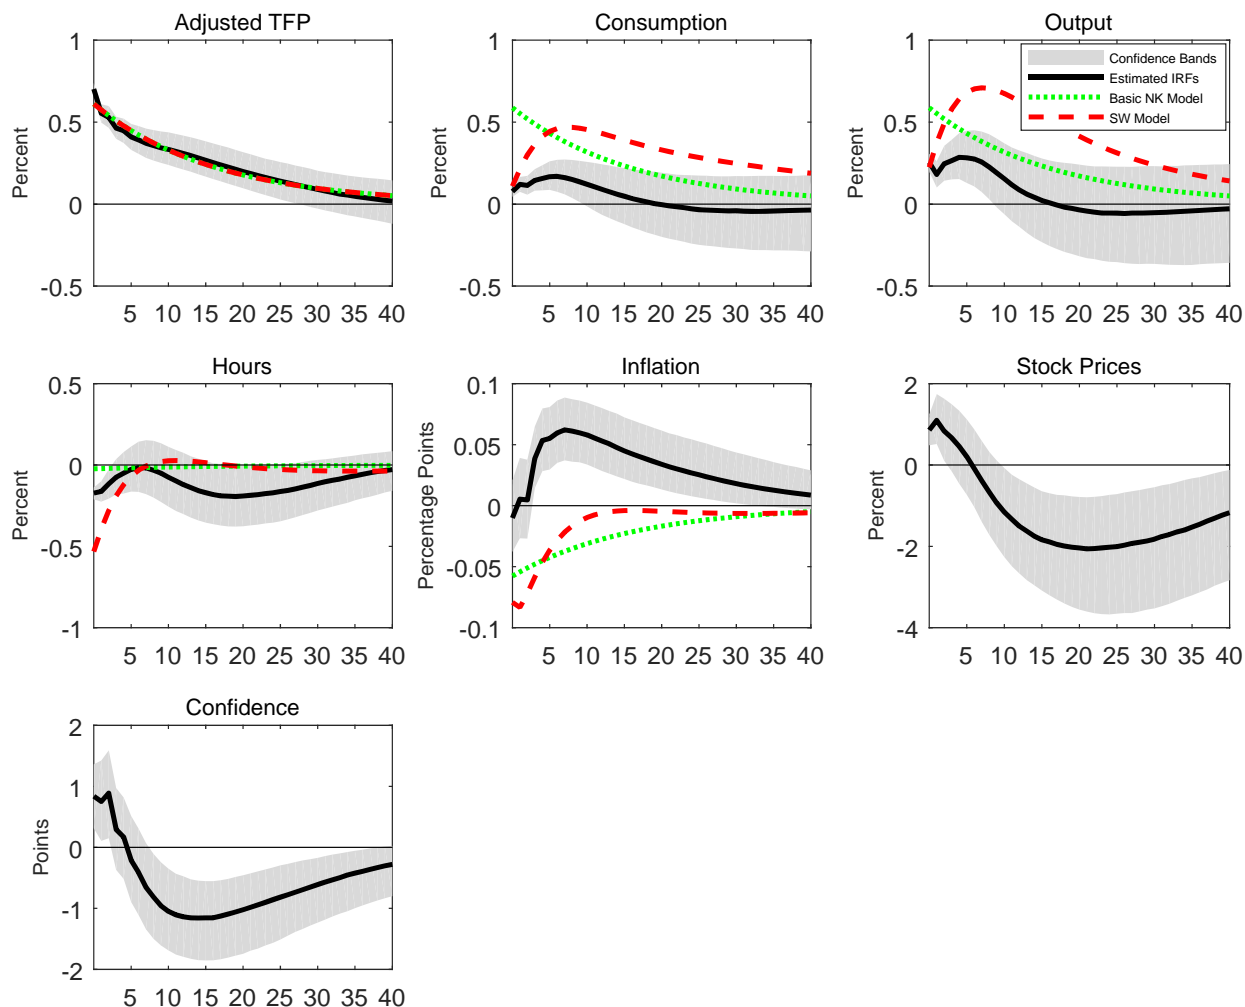 Adjusted TFP
Consumption
Output
Percent
1
0.5
0
-0.5
5 10 15 20 25 30 35 40
Percent
1
0.5
0
-0.5
5 10 15 20 25 30 35 40
Percent
1
0.5
0
-0.5
5 10 15 20 25 30 35 40
Confidence Bands
Estimated IRFs
Basic NK Model
SW Model
Hours
Inflation
Stock Prices
Percent
0.5
0
-0.5
-1
5 10 15 20 25 30 35 40
Percentage Points
0.1
0.05
0
-0.05
-0.1
5 10 15 20 25 30 35 40
Percent
2
0
-2
-4
5 10 15 20 25 30 35 40
Confidence
Points
2
1
0
-1
-2
5 10 15 20 25 30 35 40